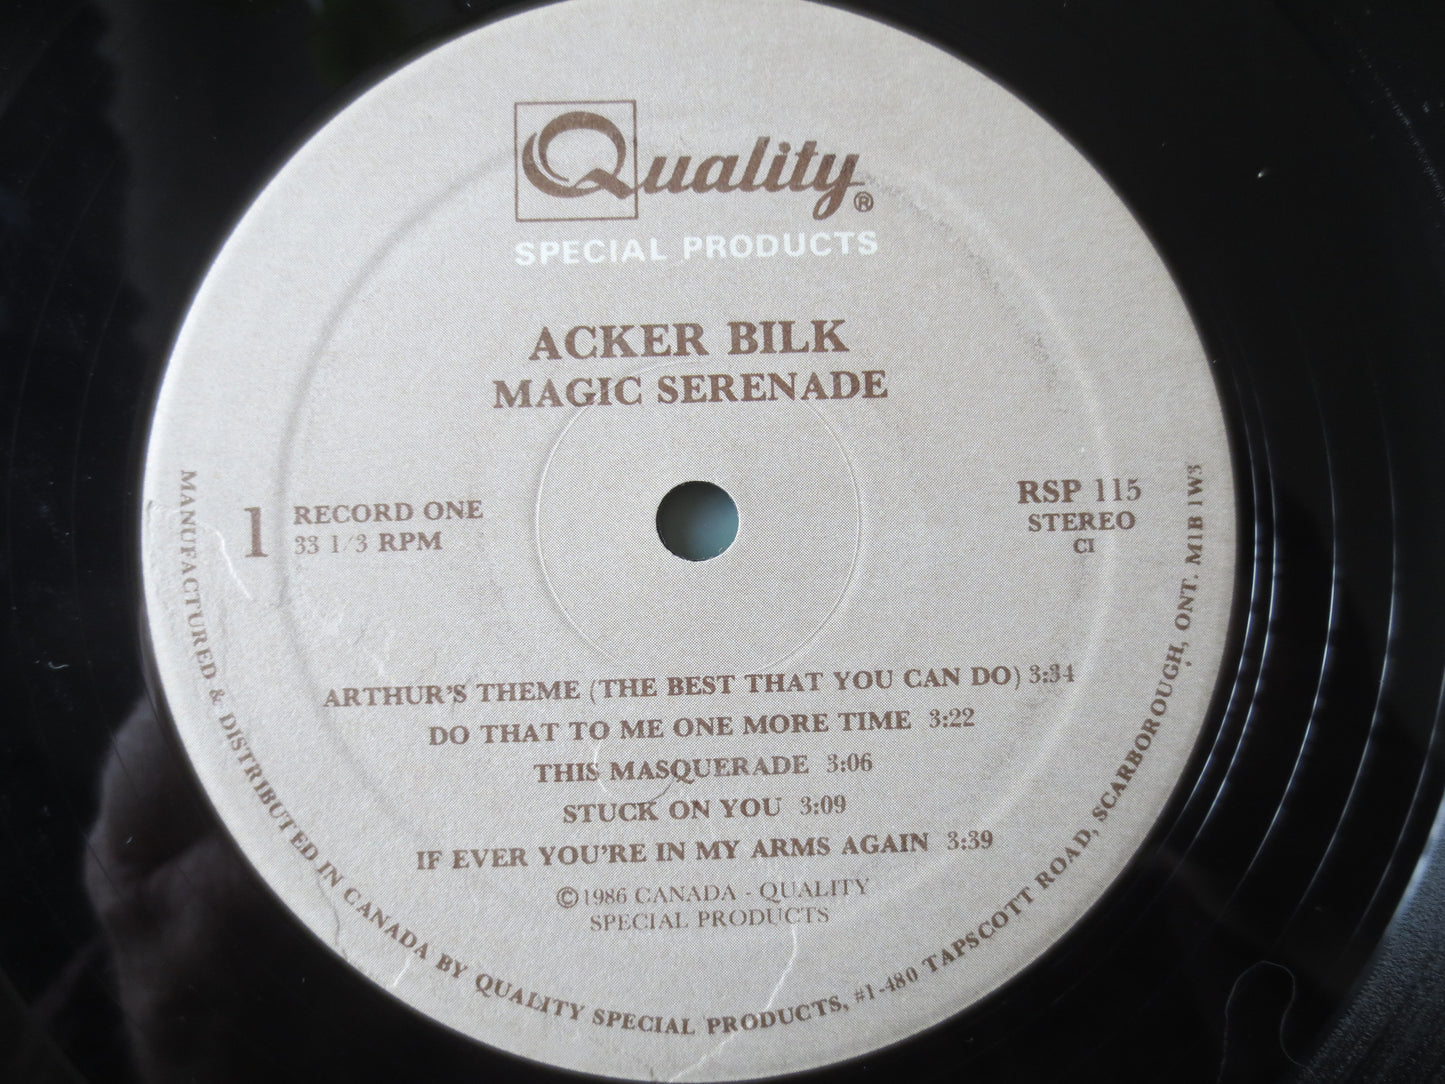 Quality®
SPECIAL PRODUCTS
ACKER BILK
MAGIC SERENADE
1
RECORD ONE
33 1/3 RPM
RSP 115
STEREO
CI
ARTHUR'S THEME (THE BEST THAT YOU CAN DO) 3:34
DO THAT TO ME ONE MORE TIME 3:22
THIS MASQUERADE 3:06
STUCK ON YOU 3:09
IF EVER YOU'RE IN MY ARMS AGAIN 3:39
©1986 CANADA - QUALITY
SPECIAL PRODUCTS
MANUFACTURED & DISTRIBUTED IN CANADA BY QUALITY SPECIAL PRODUCTS, #1-480 TAPSCOTT ROAD, SCARBOROUGH, ONT. M1B 1W3